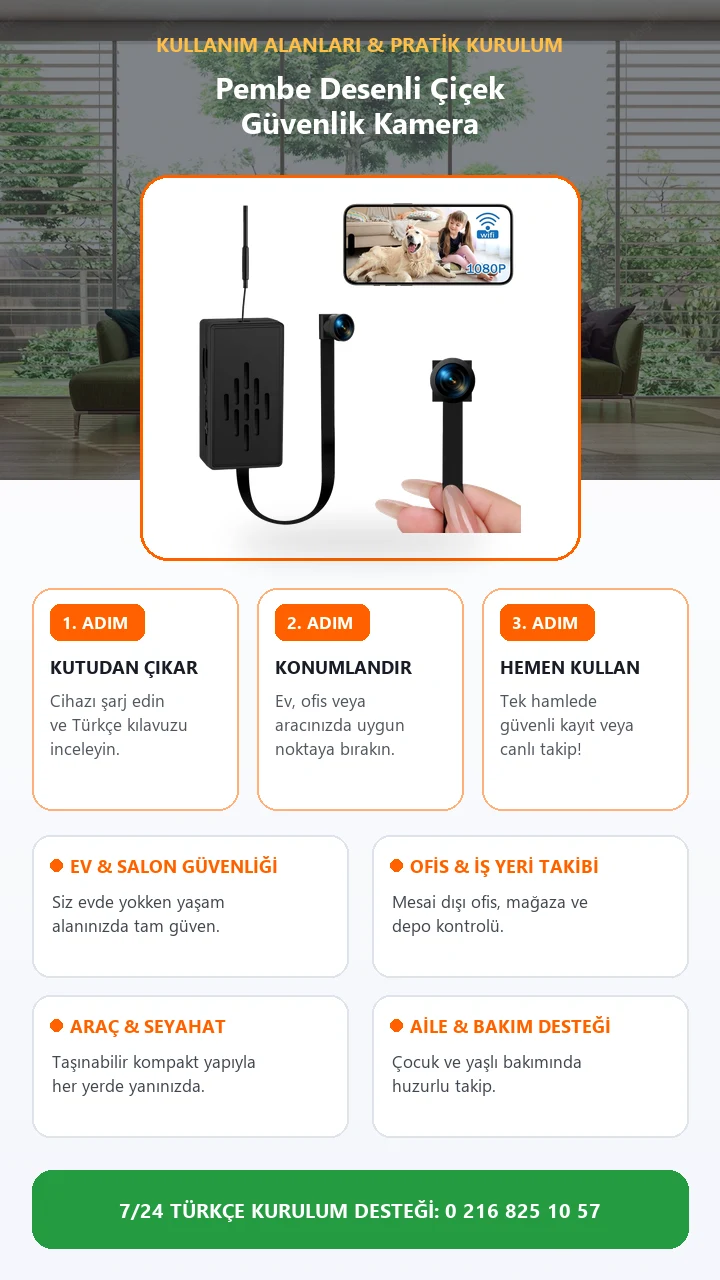 KULLANIM ALANLARI & PRATİK KURULUM
Pembe Desenli Çiçek
Güvenlik Kamera
wifi
1080P
1. ADIM
KUTUDAN ÇIKAR
Cihazı şarj edin
ve Türkçe kılavuzu
inceleyin.
2. ADIM
KONUMLANDIR
Ev, ofis veya
aracınızda uygun
noktaya bırakın.
3. ADIM
HEMEN KULLAN
Tek hamlede
güvenli kayıt veya
canlı takip!
EV & SALON GÜVENLİĞİ
Siz evde yokken yaşam
alanınızda tam güven.
OFİS & İŞ YERİ TAKİBİ
Mesai dışı ofis, mağaza ve
depo kontrolü.
ARAÇ & SEYAHAT
Taşınabilir kompakt yapıyla
her yerde yanınızda.
AİLE & BAKIM DESTEĞİ
Çocuk ve yaşlı bakımında
huzurlu takip.
7/24 TÜRKÇE KURULUM DESTEĞİ: 0 216 825 10 57